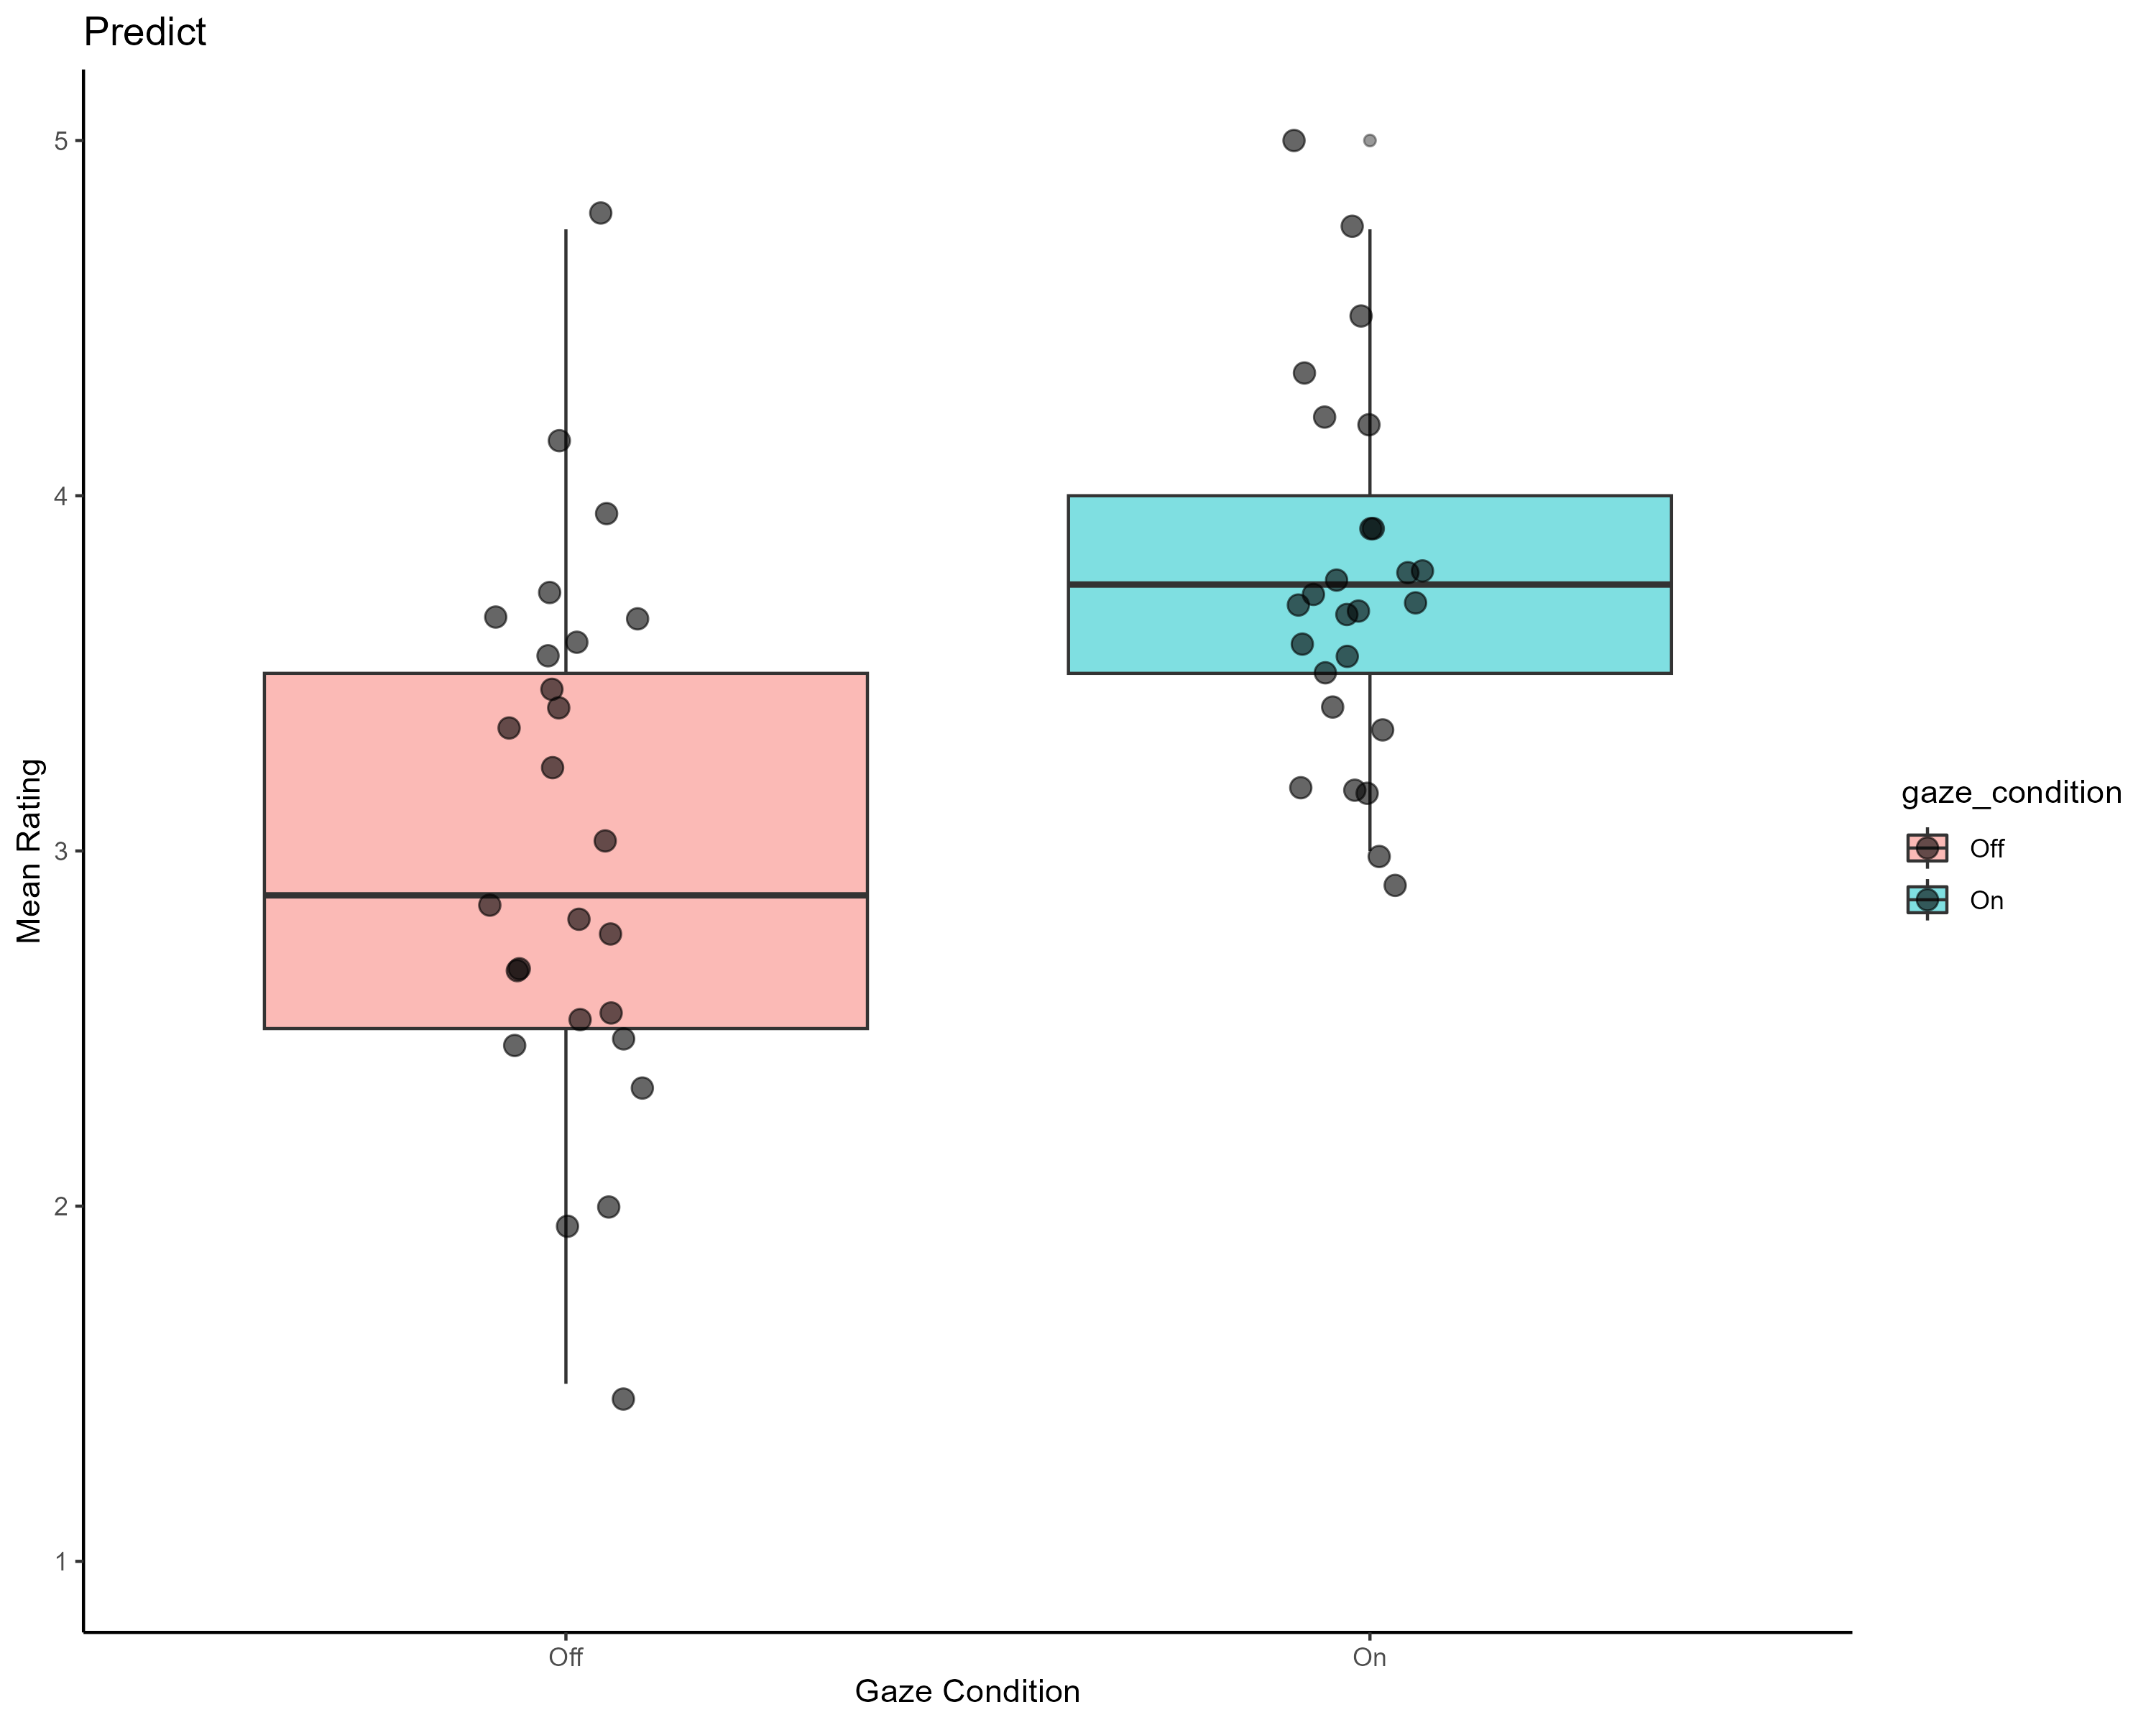 Predict
5
4
3
2
1
Mean Rating
Off
On
Gaze Condition
gaze_condition
Off
On